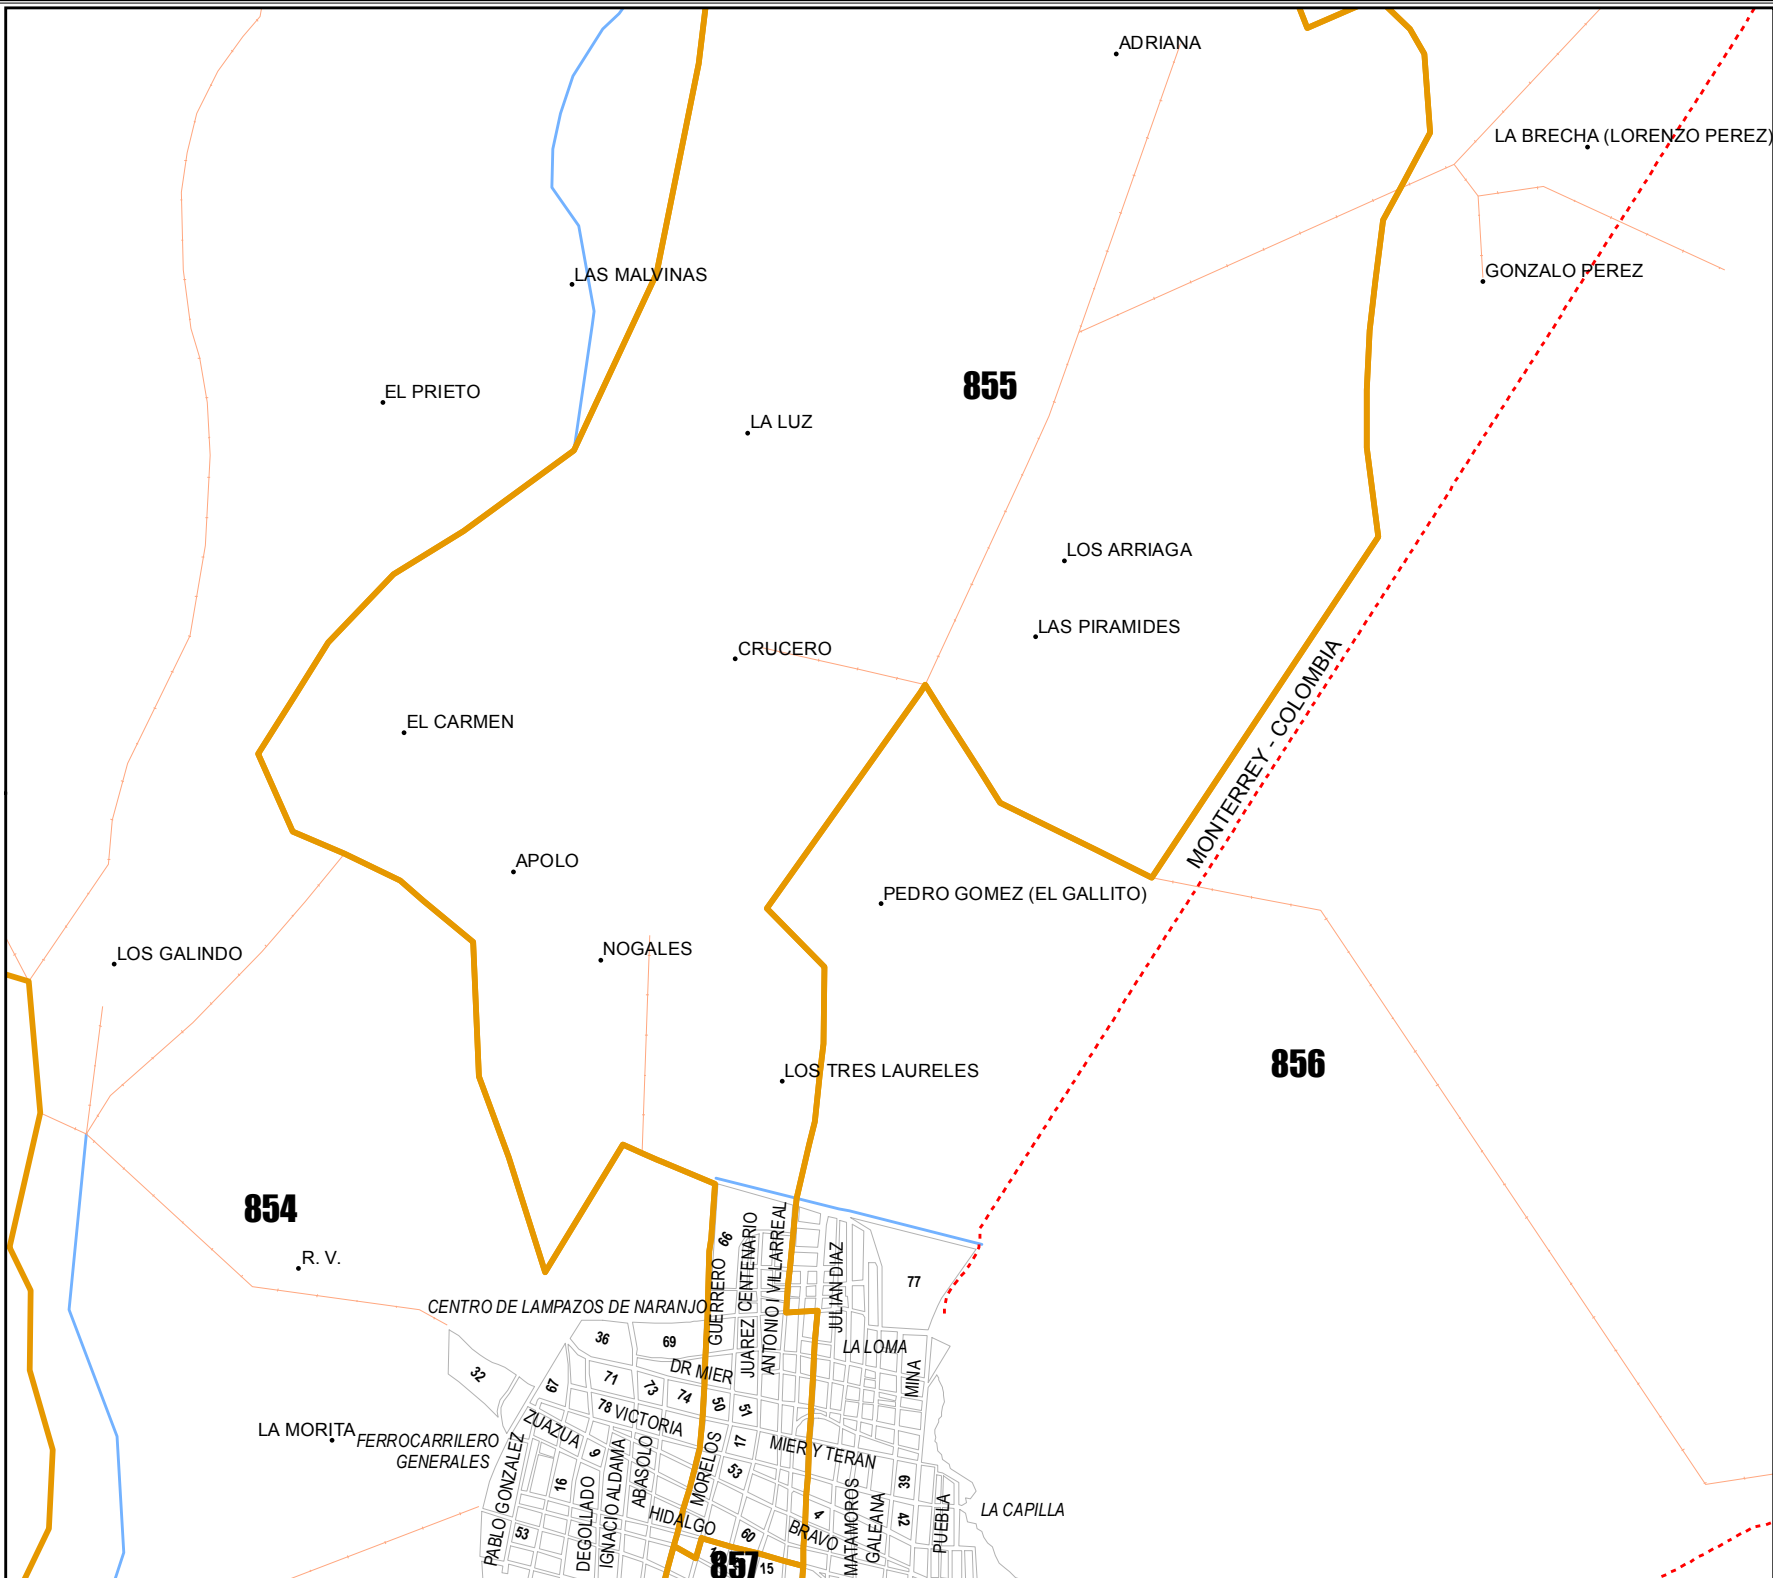 ADRIANA
LA BRECHA (LORENZO PEREZ)
LAS MALVINAS
GONZALO PEREZ
EL PRIETO
855
LA LUZ
LOS ARRIAGA
LAS PIRAMIDES
CRUCERO
MONTERREY - COLOMBIA
EL CARMEN
APOLO
PEDRO GOMEZ (EL GALLITO)
LOS GALINDO
NOGALES
LOS TRES LAURELES
856
854
R. V.
66
GUERRERO
JUAREZ CENTENARIO
ANTONIO I VILLARREAL
JULIAN DIAZ
77
CENTRO DE LAMPAZOS DE NARANJO
36
69
LA LOMA
DR MIER
MINA
32
67
71
73
74
50
51
78
VICTORIA
ZUAZUA
9
17
MIER Y TERAN
LA MORITA
FERROCARRILERO
GENERALES
PABLO GONZALEZ
16
DEGOLLADO
IGNACIO ALDAMA
ABASOLO
MORELOS
53
39
MATAMOROS
GALEANA
42
PUEBLA
LA CAPILLA
53
HIDALGO
60
4
BRAVO
857
15